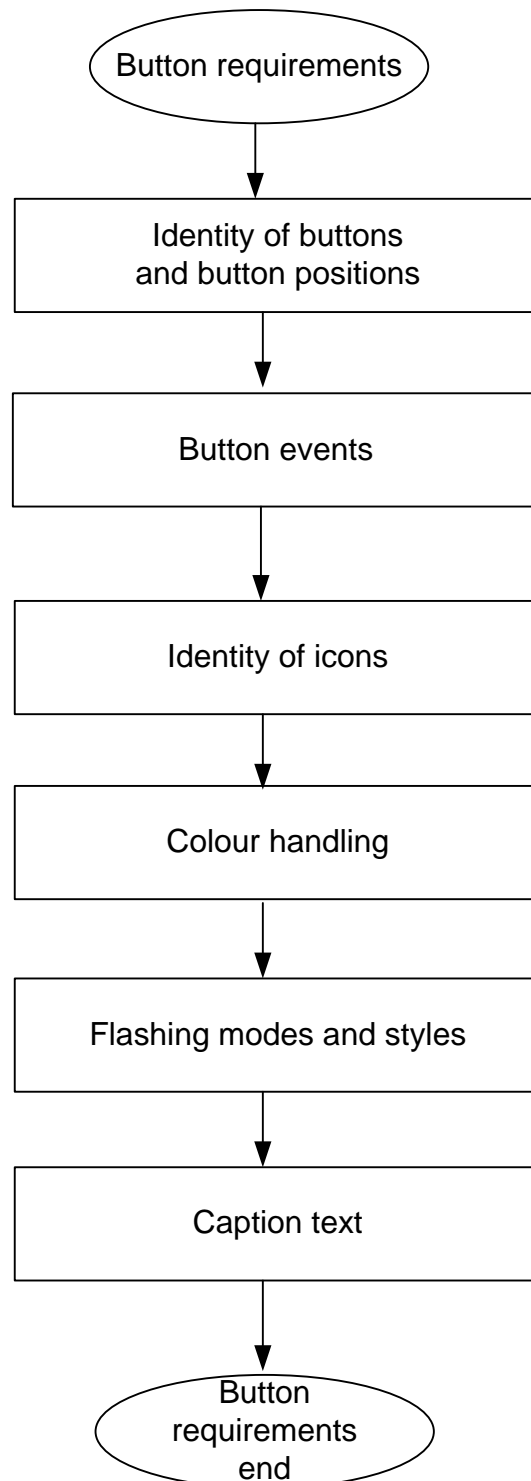 Button requirements
Identity of buttons
and button positions
Button events
Identity of icons
Colour handling
Flashing modes and styles
Caption text
Button
requirements
end